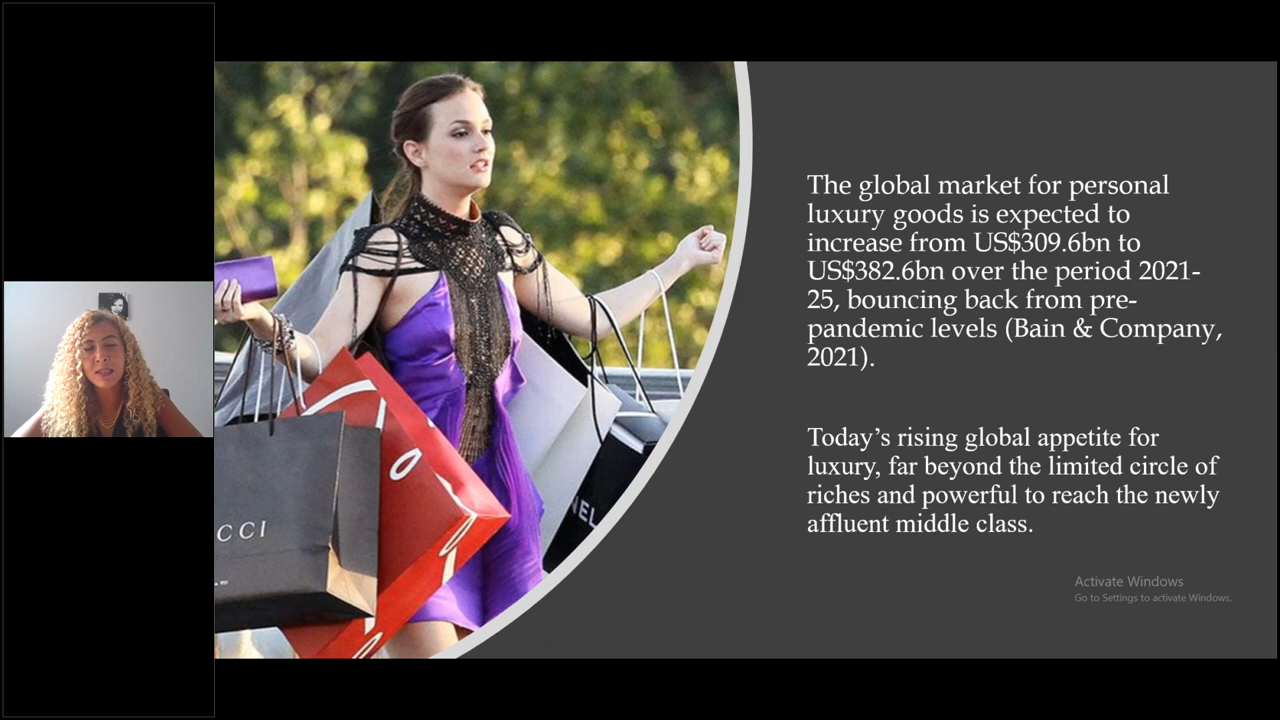 CCI
NEL
The global market for personal
luxury goods is expected to
increase from US$309.6bn to
US$382.6bn over the period 2021-
25, bouncing back from pre-
pandemic levels (Bain & Company,
2021).
Today’s rising global appetite for
luxury, far beyond the limited circle of
riches and powerful to reach the newly
affluent middle class.
Activate Windows
Go to Settings to activate Windows.